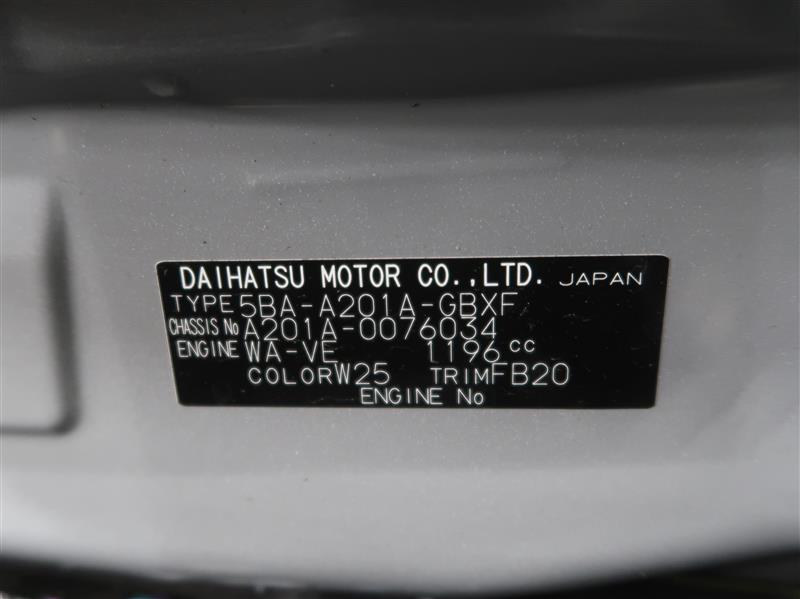 DAIHATSU MOTOR CO.,LTD. JAPAN
TYPE 5BA-A201A-GBXF
CHASSIS No A201A-0076034
ENGINE WA-VE 1196 cc
COLOR W25 TRIM FB20
ENGINE No